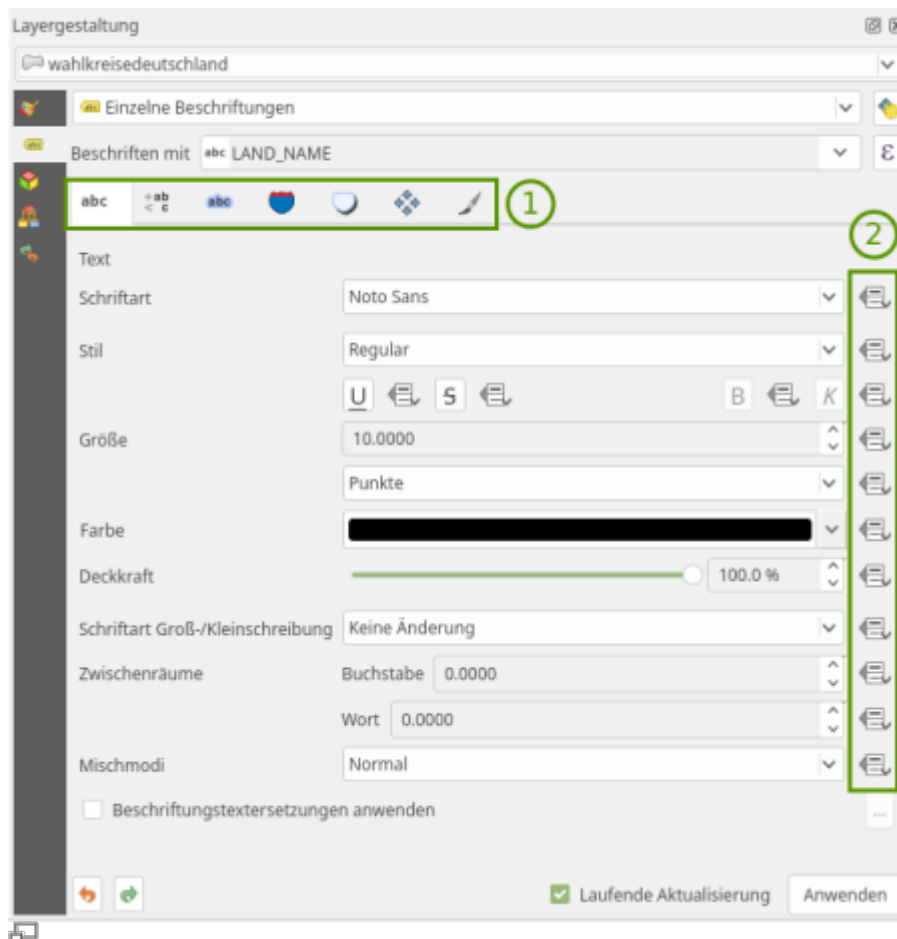 Layergestaltung
wahlkreisedeutschland
abc Einzelne Beschriftungen
Beschriften mit abc LAND_NAME ε
abc +ab < c abc 1
2
Text
Schriftart Noto Sans
Stil Regular
U S B K
Größe 10.0000
Punkte
Farbe
Deckkraft 100.0 %
Schriftart Groß-/Kleinschreibung Keine Änderung
Zwischenräume Buchstabe 0.0000
Wort 0.0000
Mischmodi Normal
Beschriftungstextersetzungen anwenden ...
Laufende Aktualisierung Anwenden